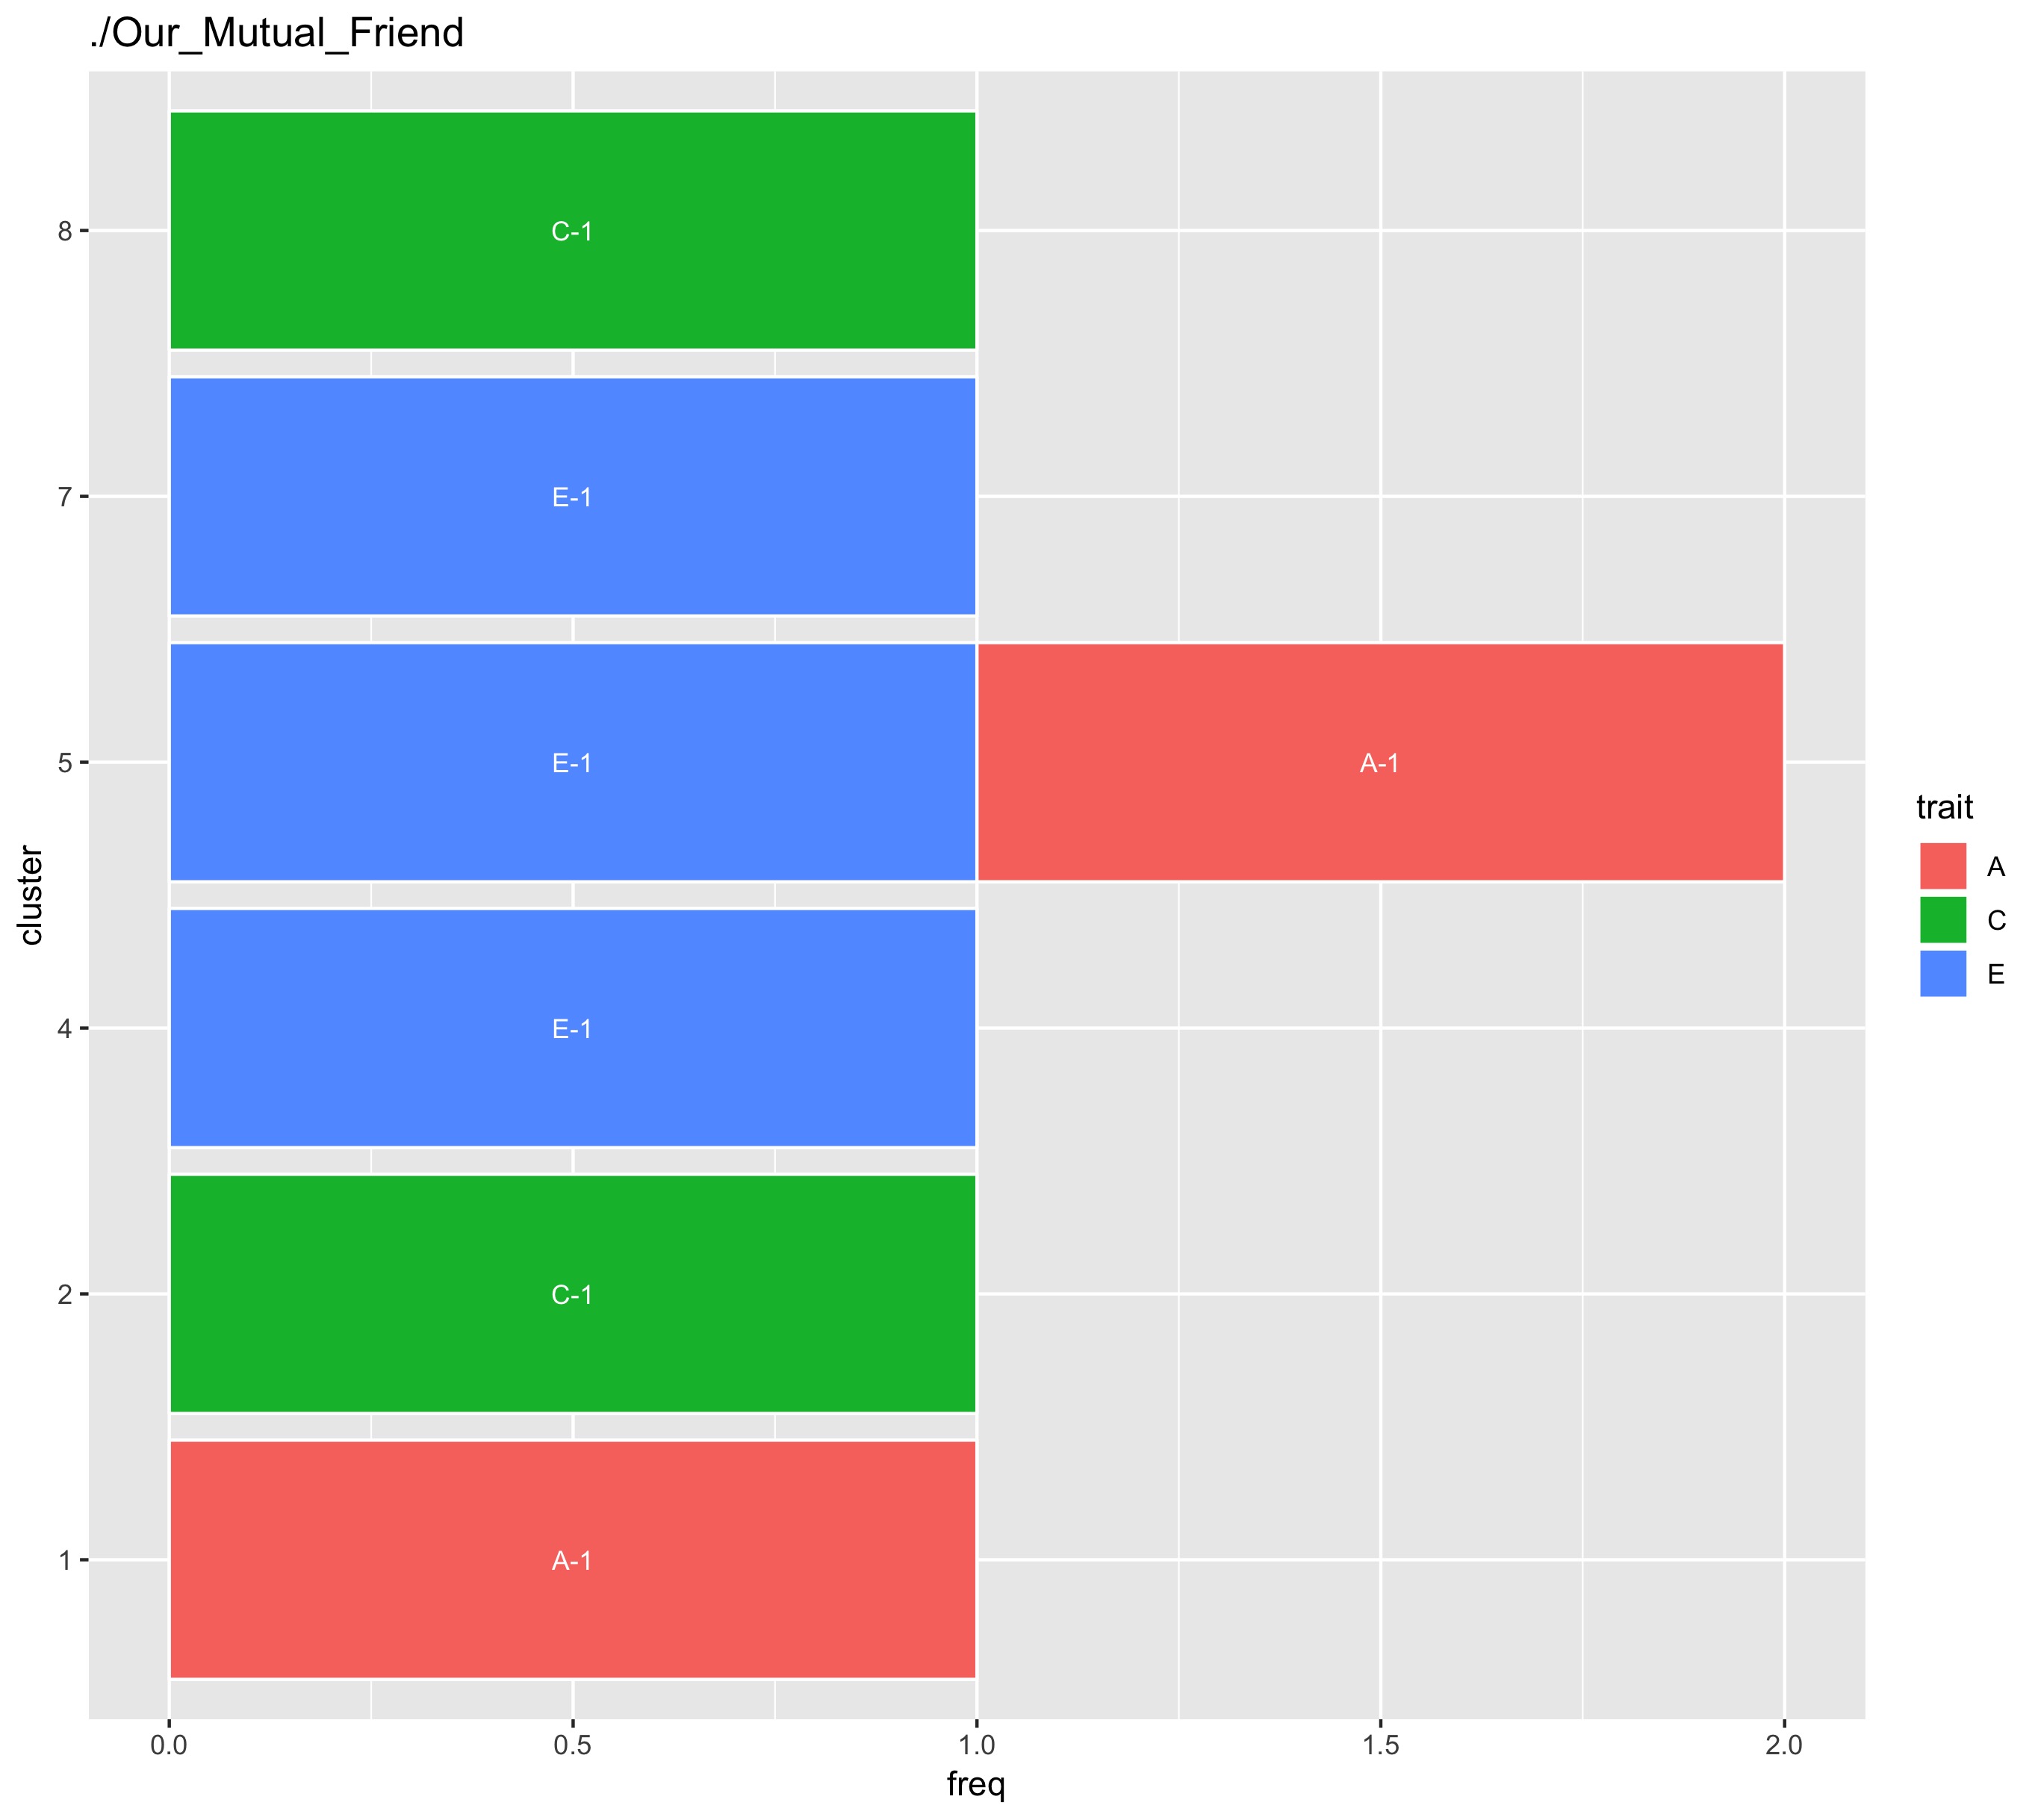 ./Our_Mutual_Friend
8
C-1
7
E-1
5
E-1 A-1
4
E-1
2
C-1
1
A-1
cluster
0.0 0.5 1.0 1.5 2.0
freq
trait
A
C
E